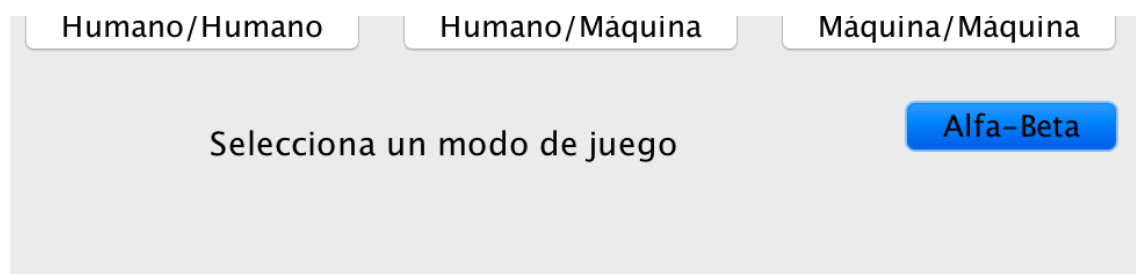 Humano/Humano
Humano/Máquina
Máquina/Máquina
Selecciona un modo de juego
Alfa-Beta